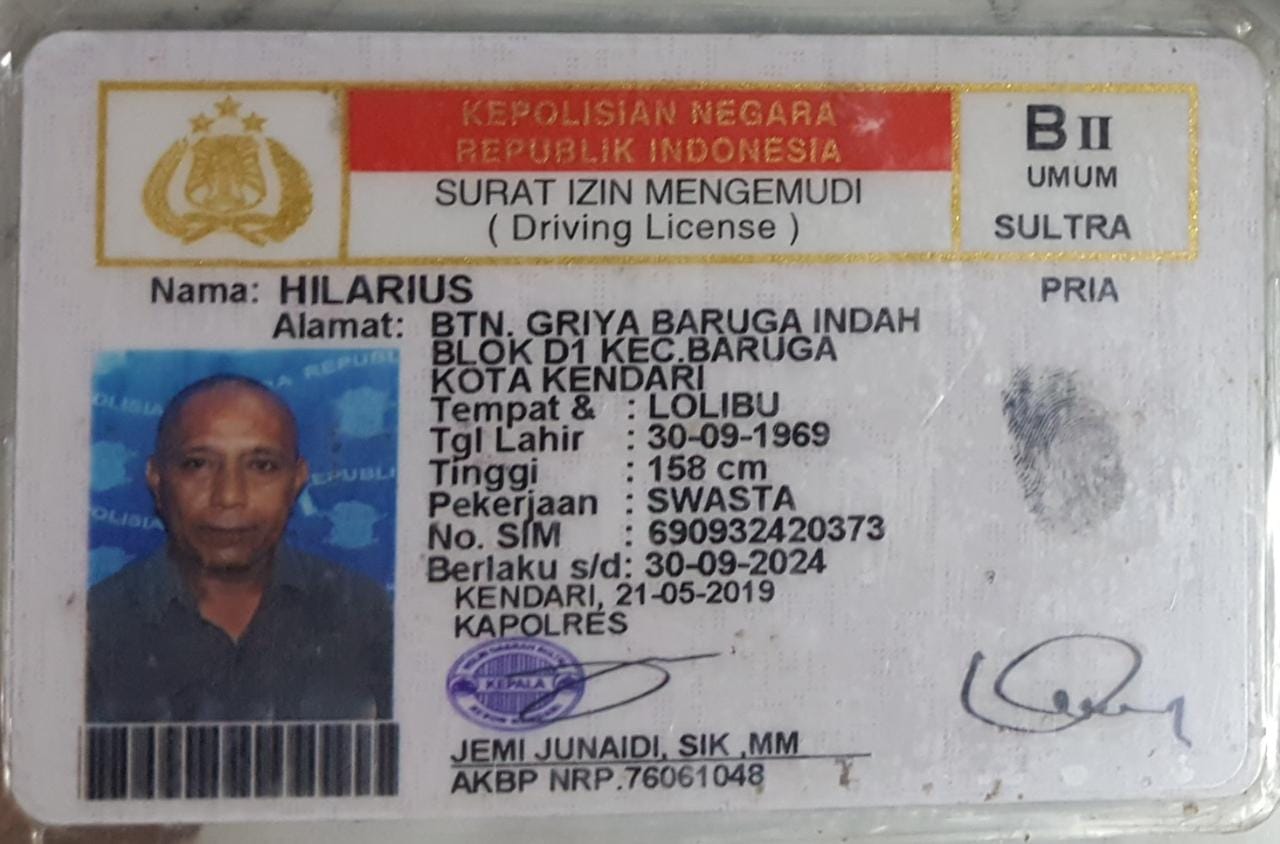 KEPOLISIAN NEGARA
REPUBLIK INDONESIA
SURAT IZIN MENGEMUDI
( Driving License )
B II
UMUM
SULTRA
Nama: HILARIUS
PRIA
Alamat: BTN. GRIYA BARUGA INDAH
BLOK D1 KEC.BARUGA
KOTA KENDARI
Tempat & : LOLIBU
Tgl Lahir : 30-09-1969
Tinggi : 158 cm
Pekerjaan : SWASTA
No. SIM : 690932420373
Berlaku s/d: 30-09-2024
KENDARI, 21-05-2019
KAPOLRES
KEPALA
JEMI JUNAIDI, SIK ,MM
AKBP NRP.76061048